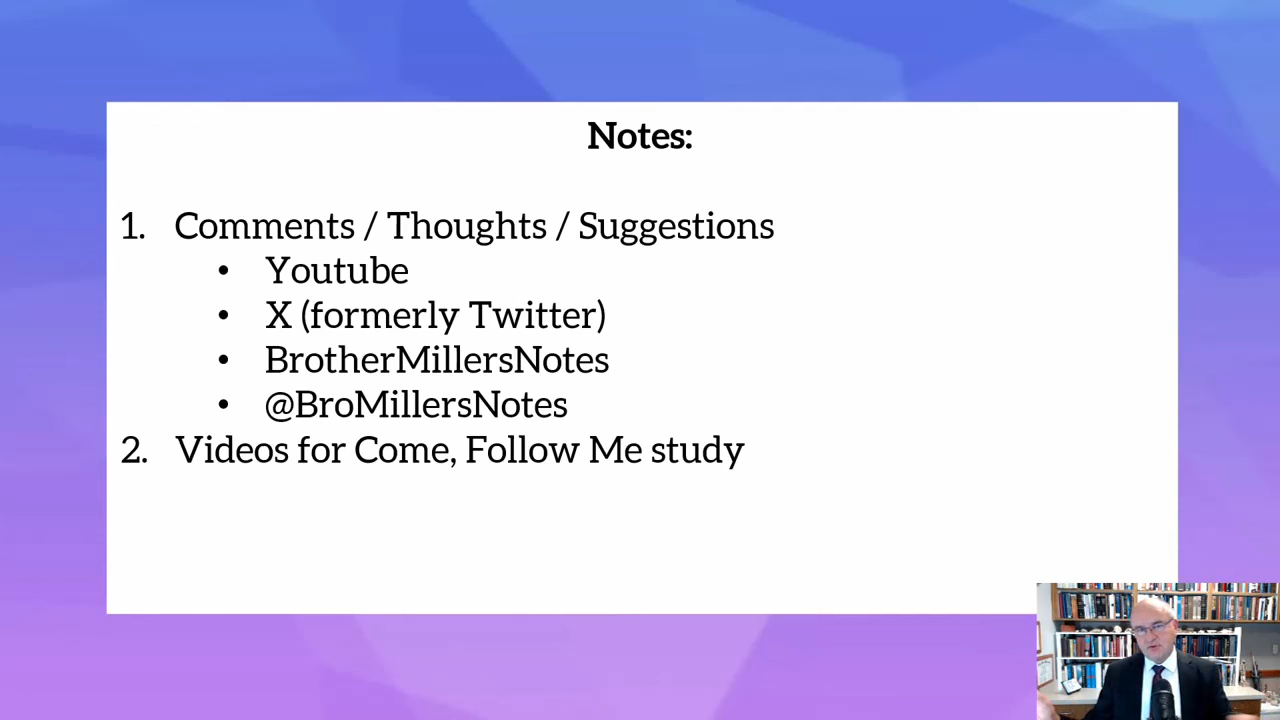 Notes:
1. Comments / Thoughts / Suggestions
• Youtube
• X (formerly Twitter)
• BrotherMillersNotes
• @BroMillersNotes
2. Videos for Come, Follow Me study